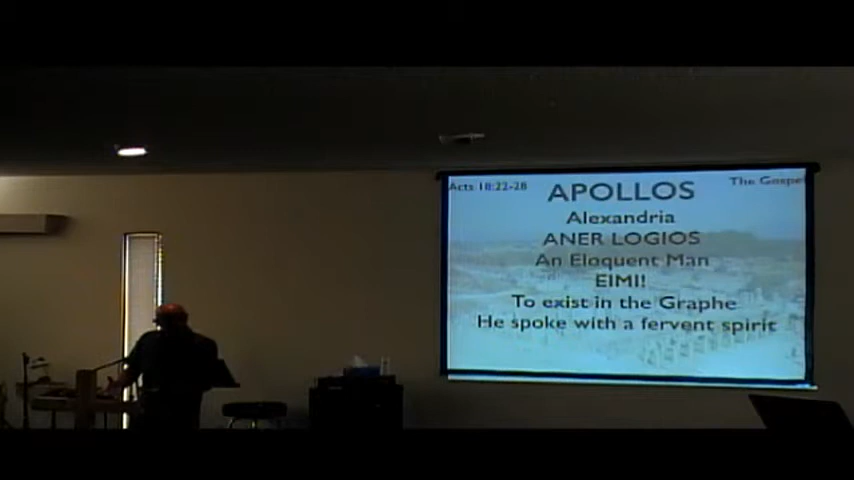 Acts 18:22-28
The Gospel
APOLLOS
Alexandria
ANER LOGIOS
An Eloquent Man
EIMI!
To exist in the Graphe
He spoke with a fervent spirit